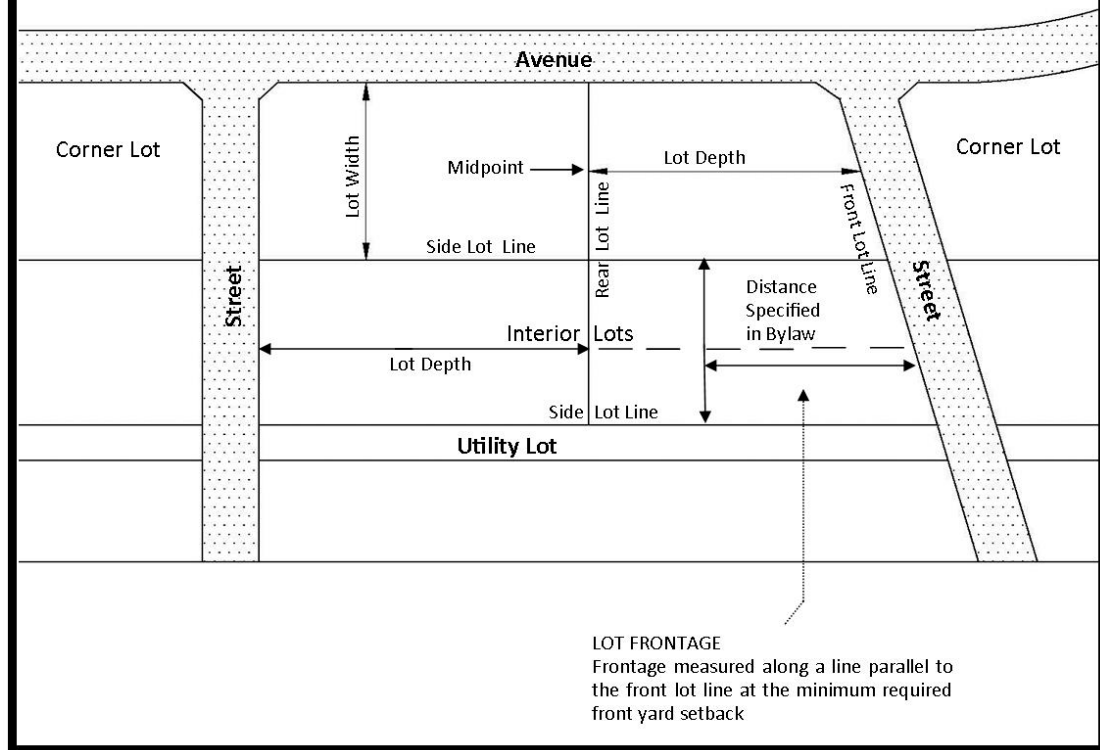 Avenue
Corner Lot
Lot Width
Midpoint
Lot Depth
Corner Lot
Rear Lot Line
Front Lot Line
Side Lot Line
Street
Street
Distance
Specified
in Bylaw
Interior Lots
Lot Depth
Side Lot Line
Utility Lot
LOT FRONTAGE
Frontage measured along a line parallel to
the front lot line at the minimum required
front yard setback